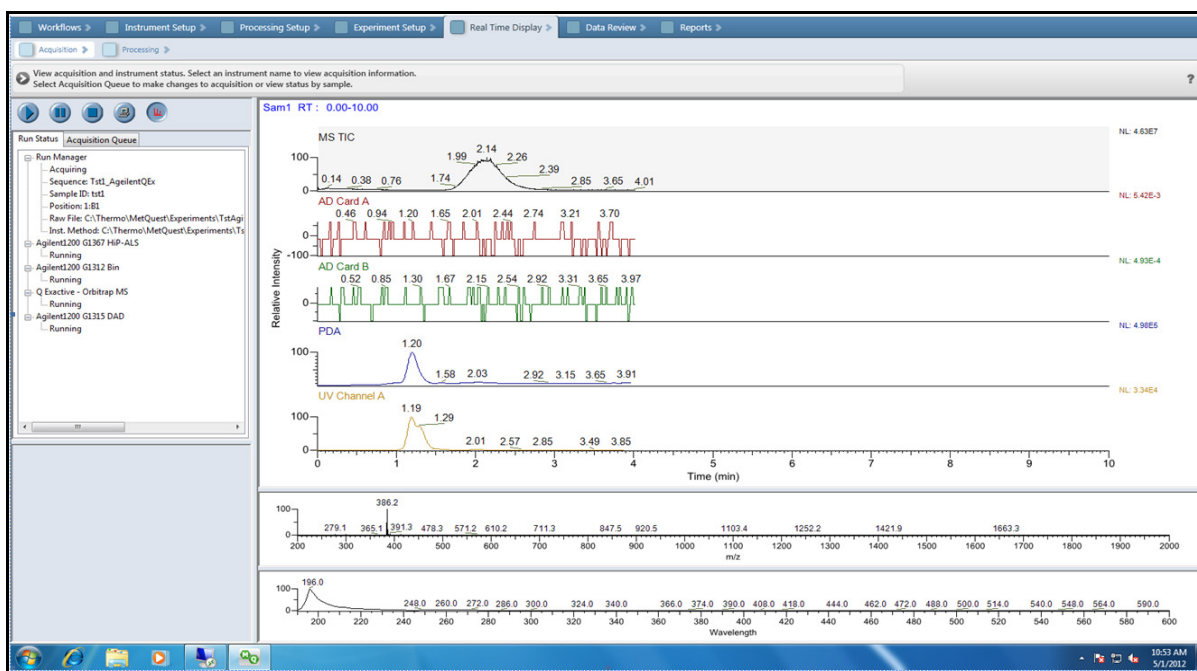 Workflows Instrument Setup Processing Setup Experiment Setup Real Time Display Data Review Reports
Acquisition Processing
View acquisition and instrument status. Select an instrument name to view acquisition information.
Select Acquisition Queue to make changes to acquisition or view status by sample.
?
Run Status Acquisition Queue
Run Manager
Acquiring
Sequence: Tst1_AgeilentQEx
Sample ID: tst1
Position: 1:B1
Raw File: C:\Thermo\MetQuest\Experiments\TstAgi
Inst. Method: C:\Thermo\MetQuest\Experiments\Ts
Agilent1200 G1367 HiP-ALS
Running
Agilent1200 G1312 Bin
Running
Q Exactive - Orbitrap MS
Running
Agilent1200 G1315 DAD
Running
Sam1 RT : 0.00-10.00
MS TIC
NL: 4.63E7
100
0
0.14 0.38 0.76 1.74 1.99 2.14 2.26 2.39 2.85 3.65 4.01
AD Card A
NL: 5.42E-3
0.46 0.94 1.20 1.65 2.01 2.44 2.74 3.21 3.70
0
-100
AD Card B
NL: 4.93E-4
0.52 0.85 1.30 1.67 2.15 2.54 2.92 3.31 3.65 3.97
0
Relative Intensity
PDA
NL: 4.98E5
100
1.20 1.58 2.03 2.92 3.15 3.65 3.91
UV Channel A
NL: 3.34E4
100
0
1.19 1.29 2.01 2.57 2.85 3.49 3.85
0 1 2 3 4 5 6 7 8 9 10
Time (min)
386.2
100
0
279.1 365.1 391.3 478.3 571.2 610.2 711.3 847.5 920.5 1103.4 1252.2 1421.9 1663.3
200 300 400 500 600 700 800 900 1000 1100 1200 1300 1400 1500 1600 1700 1800 1900 2000
m/z
196.0
100
0
248.0 260.0 272.0 286.0 300.0 324.0 340.0 366.0 374.0 390.0 408.0 418.0 444.0 462.0 472.0 488.0 500.0 514.0 540.0 548.0 564.0 590.0
200 220 240 260 280 300 320 340 360 380 400 420 440 460 480 500 520 540 560 580 600
Wavelength
10:53 AM
5/1/2012